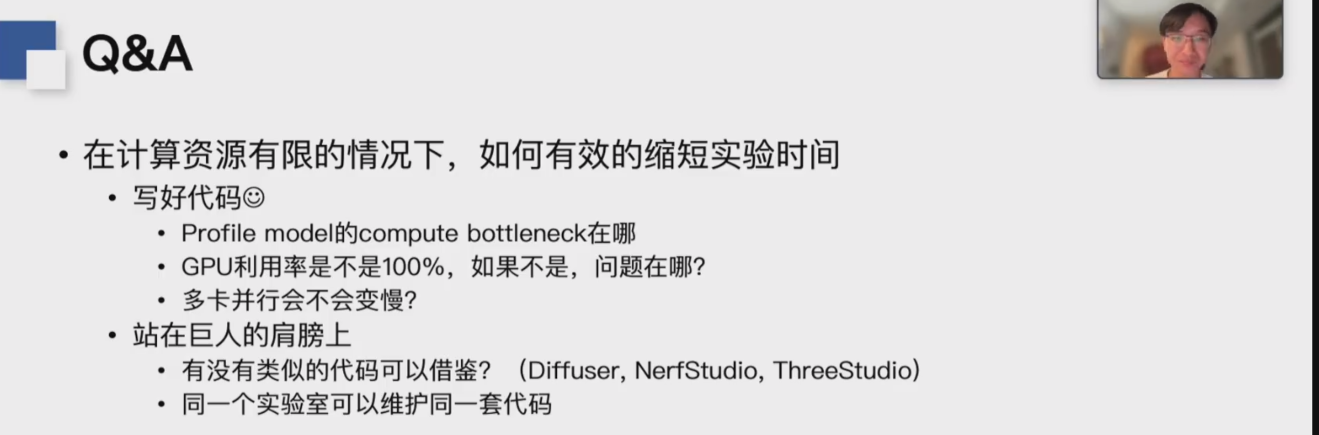 Q&A
• 在计算资源有限的情况下，如何有效的缩短实验时间
• 写好代码☺
• Profile model的compute bottleneck在哪
• GPU利用率是不是100%，如果不是，问题在哪？
• 多卡并行会不会变慢？
• 站在巨人的肩膀上
• 有没有类似的代码可以借鉴？（Diffuser, NerfStudio, ThreeStudio）
• 同一个实验室可以维护同一套代码